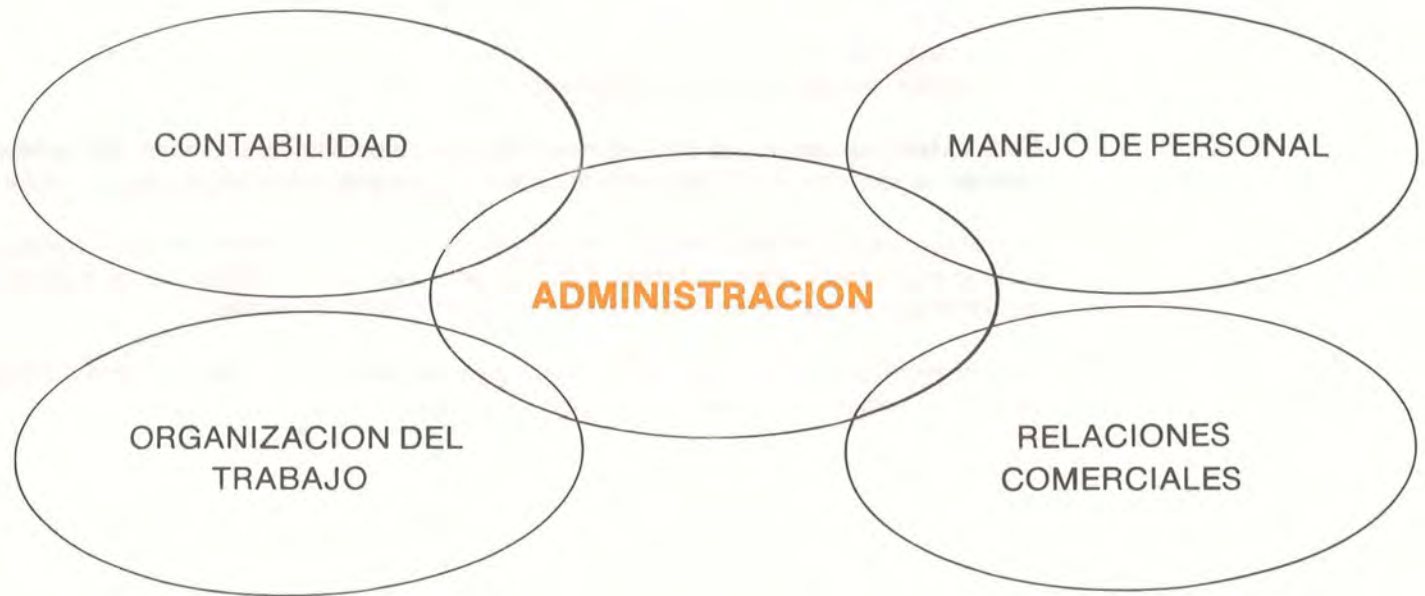 CONTABILIDAD
MANEJO DE PERSONAL
ADMINISTRACION
ORGANIZACION DEL
TRABAJO
RELACIONES
COMERCIALES